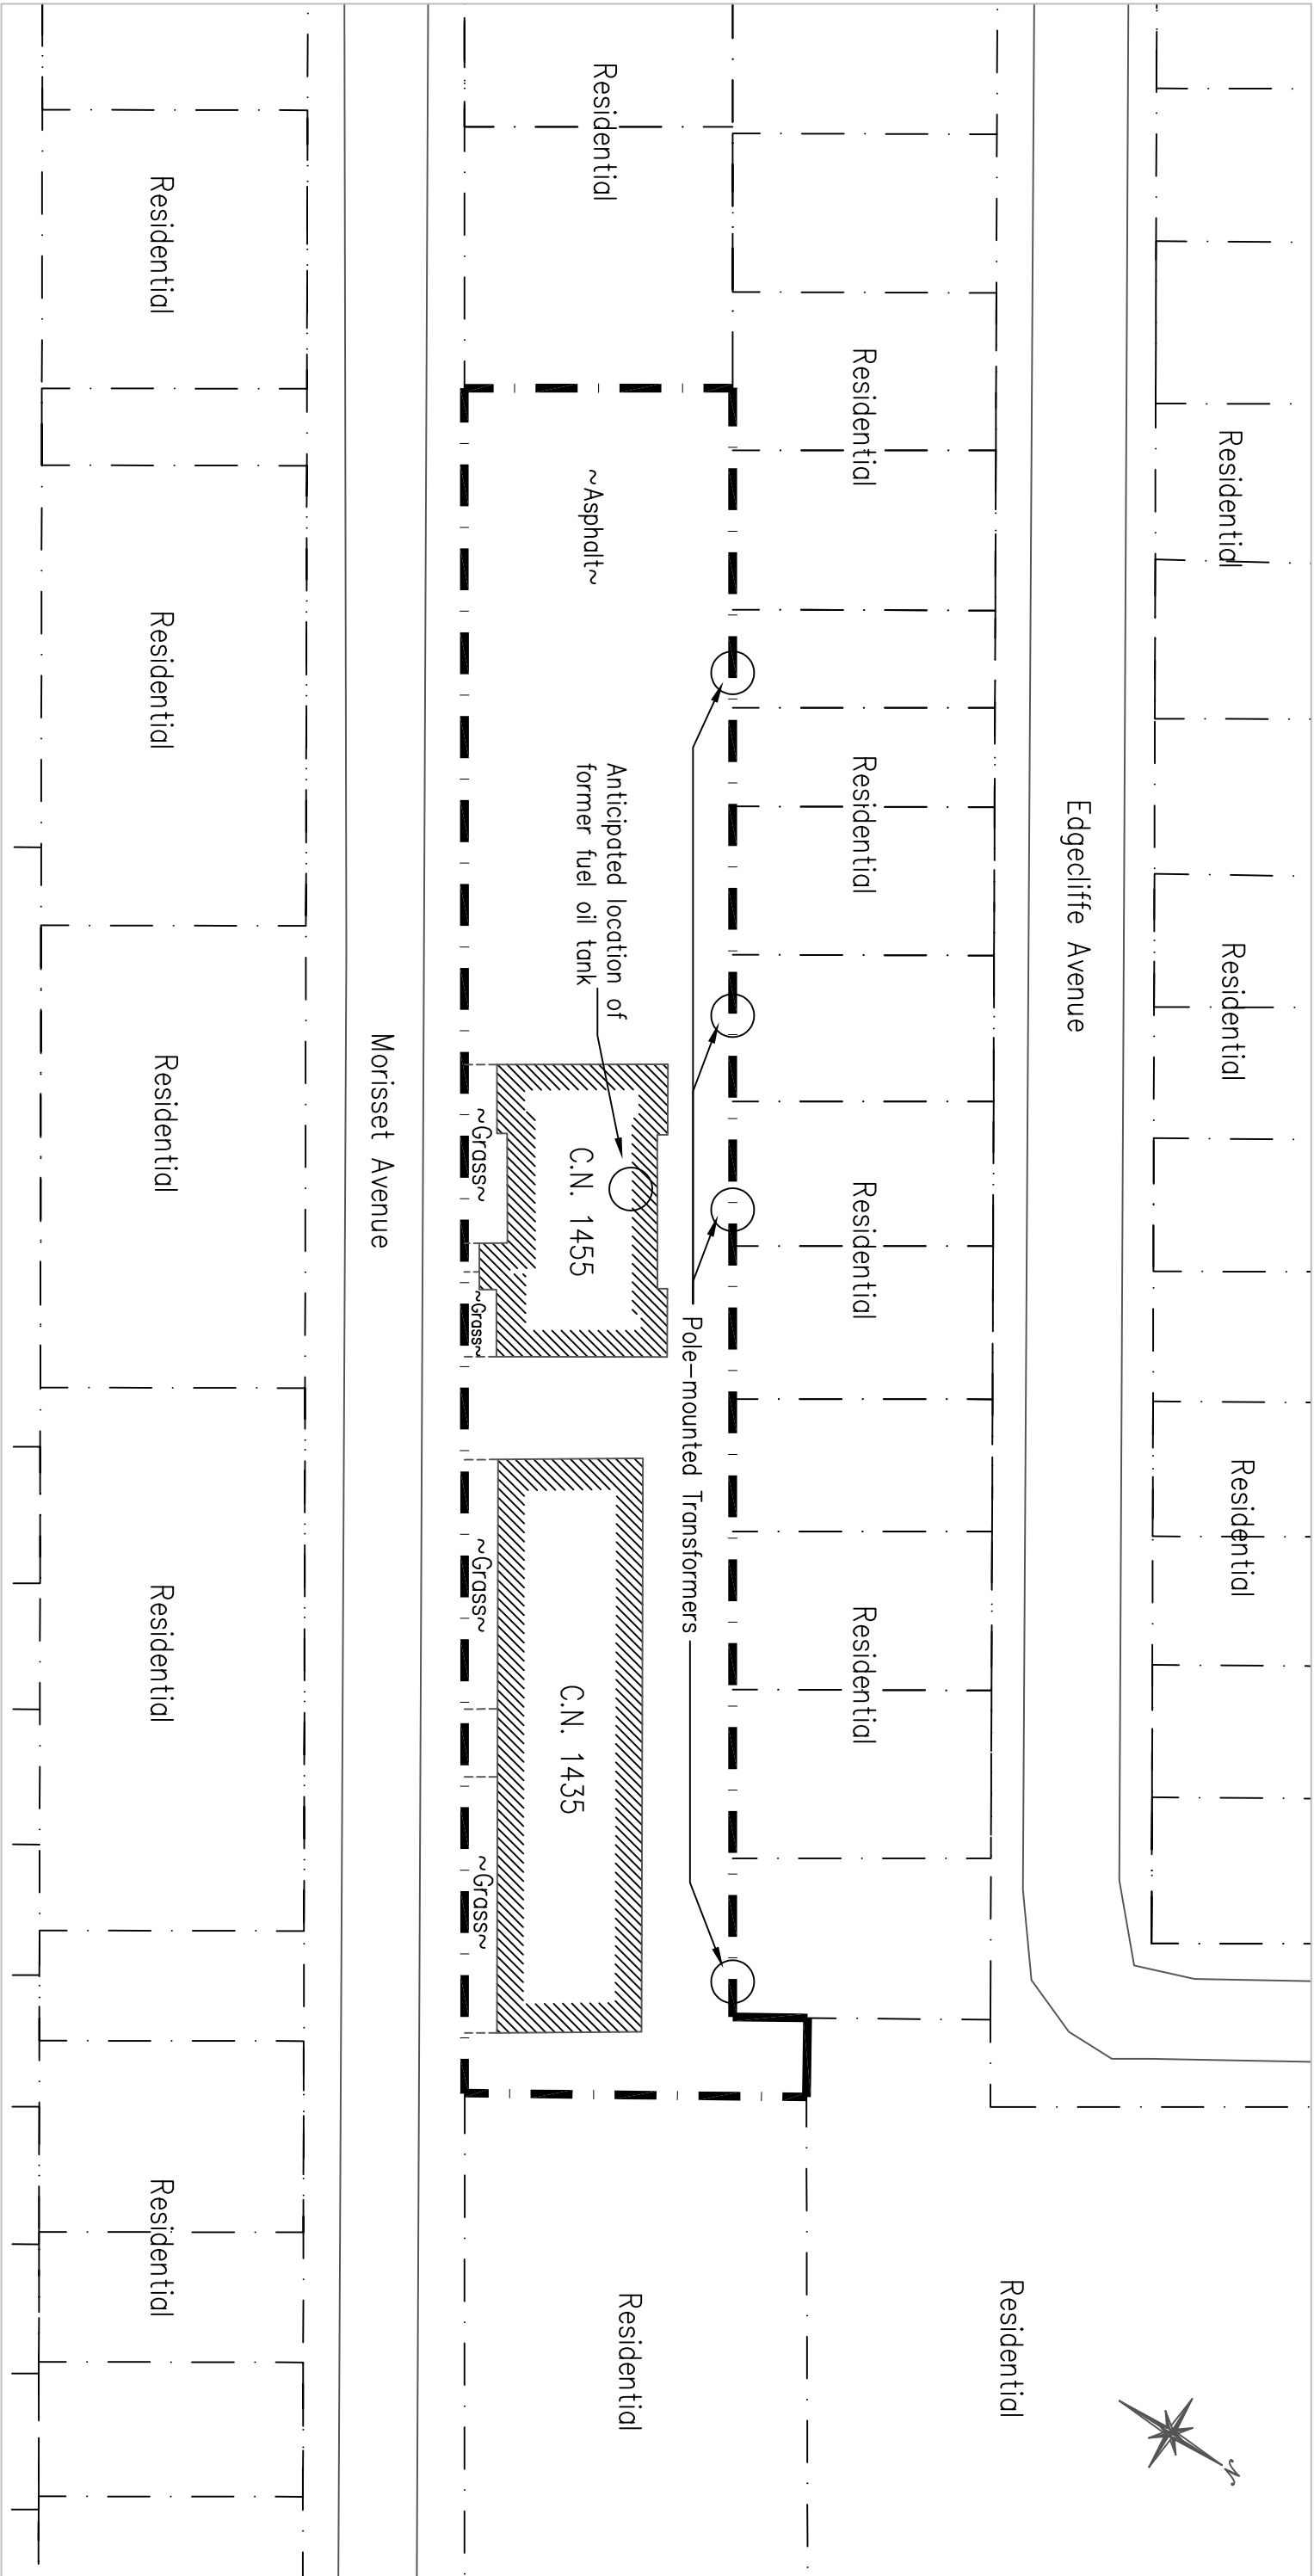 Residential
Residential
Residential
Edgecliffe Avenue
Residential
Residential
Residential
Residential
Residential
Residential
Residential
~Asphalt~
Anticipated location of
former fuel oil tank
Pole-mounted Transformers
C.N. 1455
C.N. 1435
Residential
~Grass~
~Grass~
~Grass~
~Grass~
Morisset Avenue
Residential
Residential
Residential
Residential
Residential
N